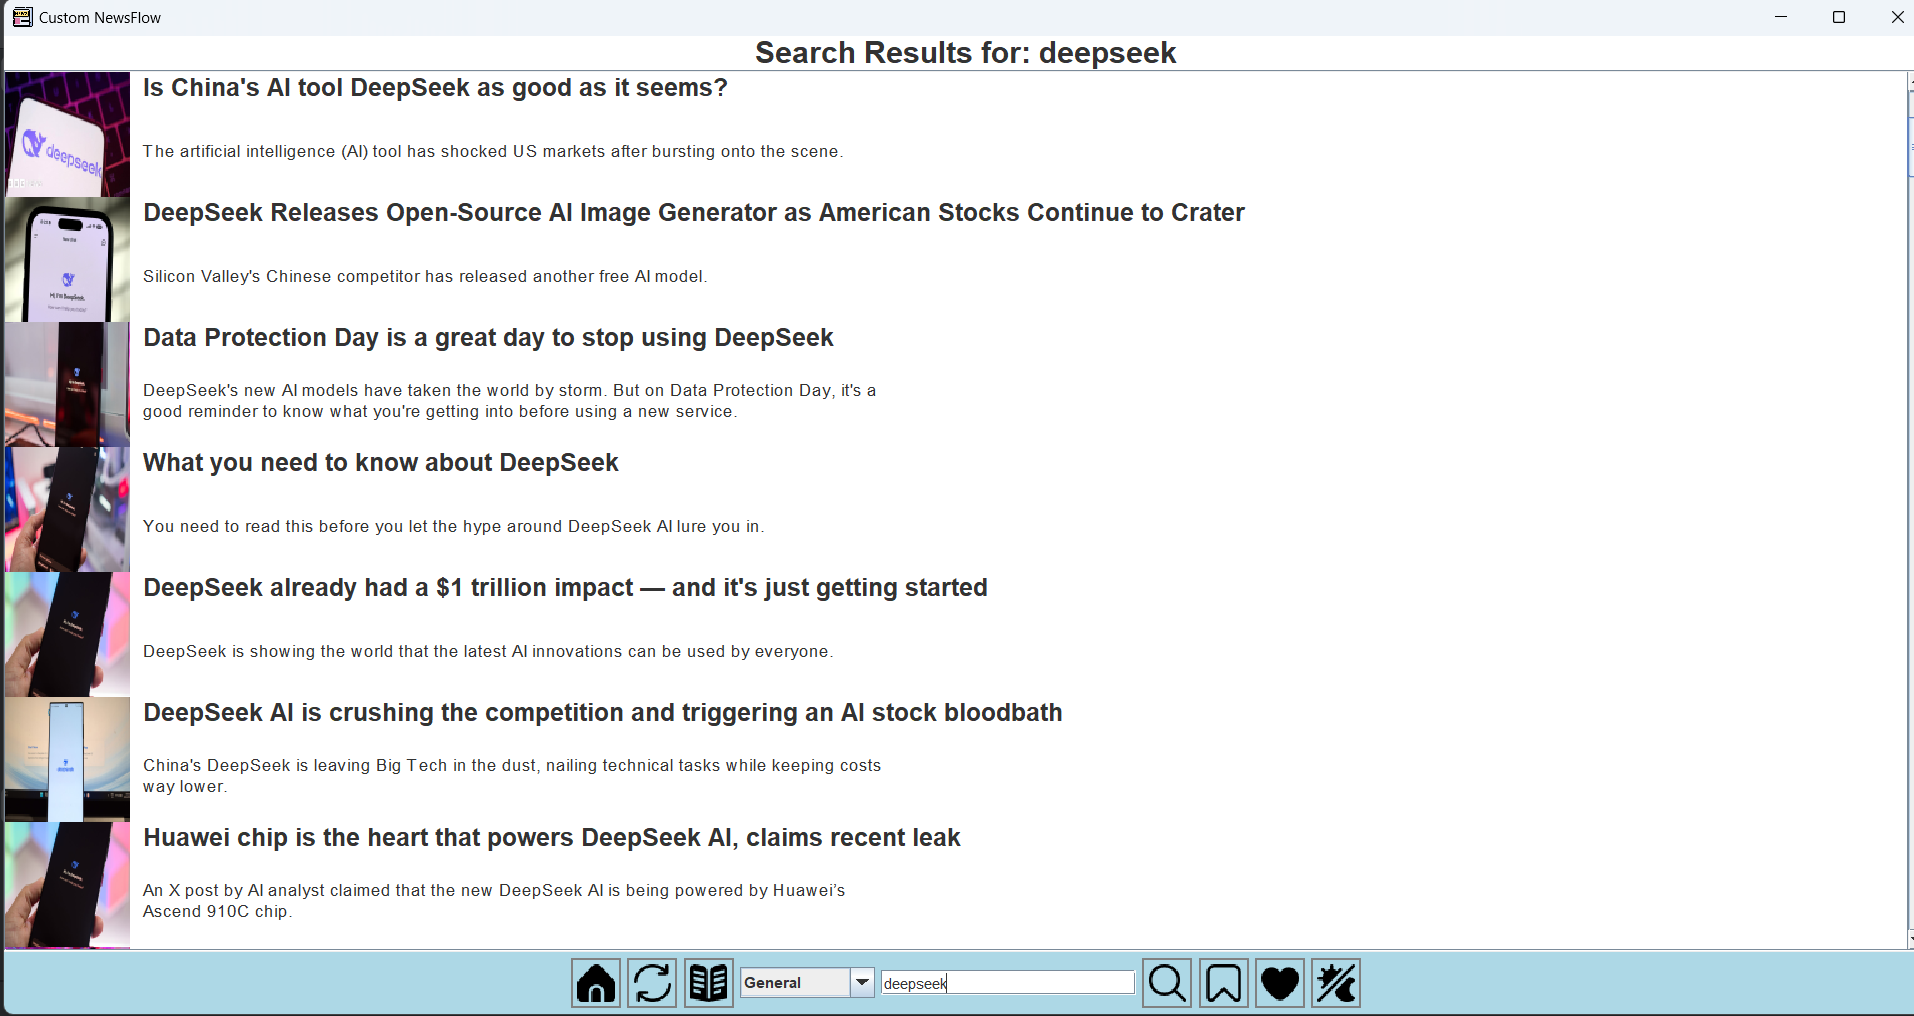 Custom NewsFlow
Search Results for: deepseek
deepseek
Is China's AI tool DeepSeek as good as it seems?
The artificial intelligence (AI) tool has shocked US markets after bursting onto the scene.
DeepSeek Releases Open-Source AI Image Generator as American Stocks Continue to Crater
Silicon Valley's Chinese competitor has released another free AI model.
Data Protection Day is a great day to stop using DeepSeek
DeepSeek's new AI models have taken the world by storm. But on Data Protection Day, it's a
good reminder to know what you're getting into before using a new service.
What you need to know about DeepSeek
You need to read this before you let the hype around DeepSeek AI lure you in.
DeepSeek already had a $1 trillion impact — and it's just getting started
DeepSeek is showing the world that the latest AI innovations can be used by everyone.
DeepSeek AI is crushing the competition and triggering an AI stock bloodbath
China's DeepSeek is leaving Big Tech in the dust, nailing technical tasks while keeping costs
way lower.
Huawei chip is the heart that powers DeepSeek AI, claims recent leak
An X post by AI analyst claimed that the new DeepSeek AI is being powered by Huawei’s
Ascend 910C chip.
General
deepseek